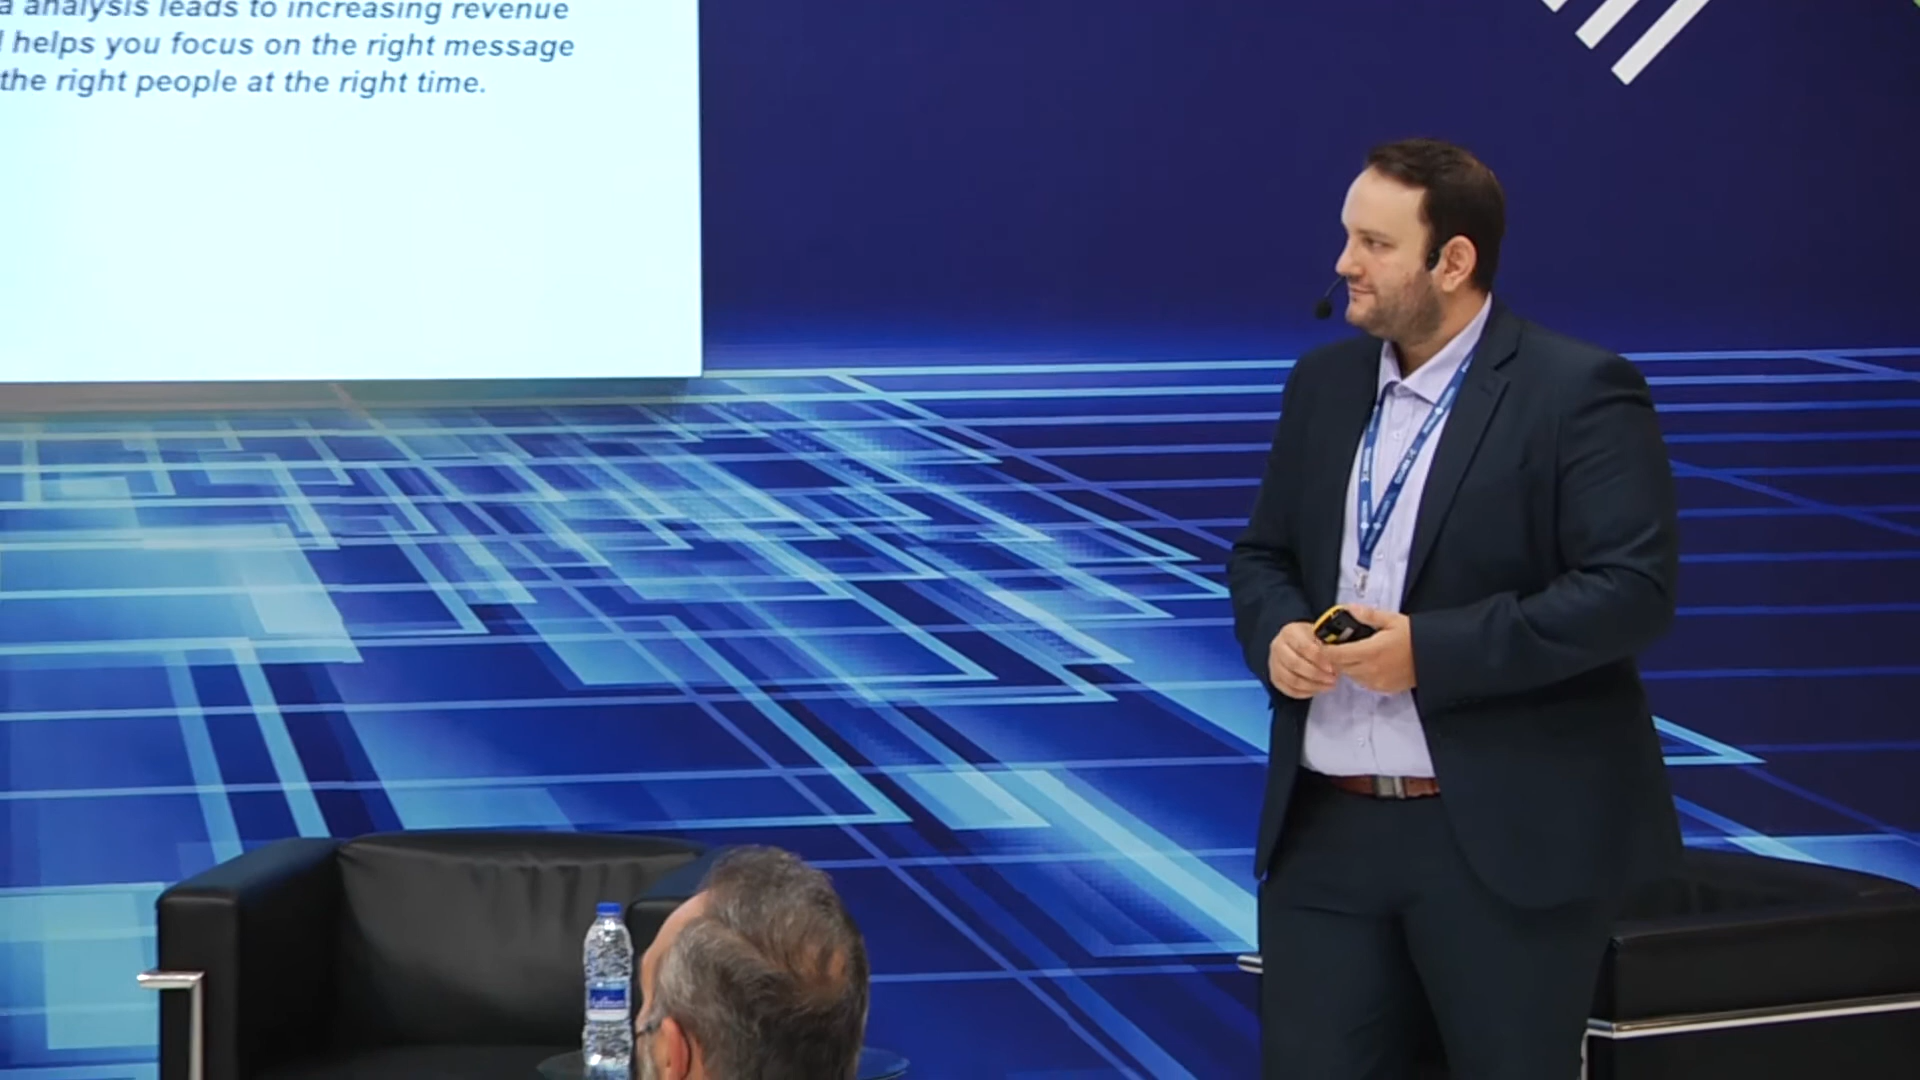 a analysis leads to increasing revenue
helps you focus on the right message
the right people at the right time.